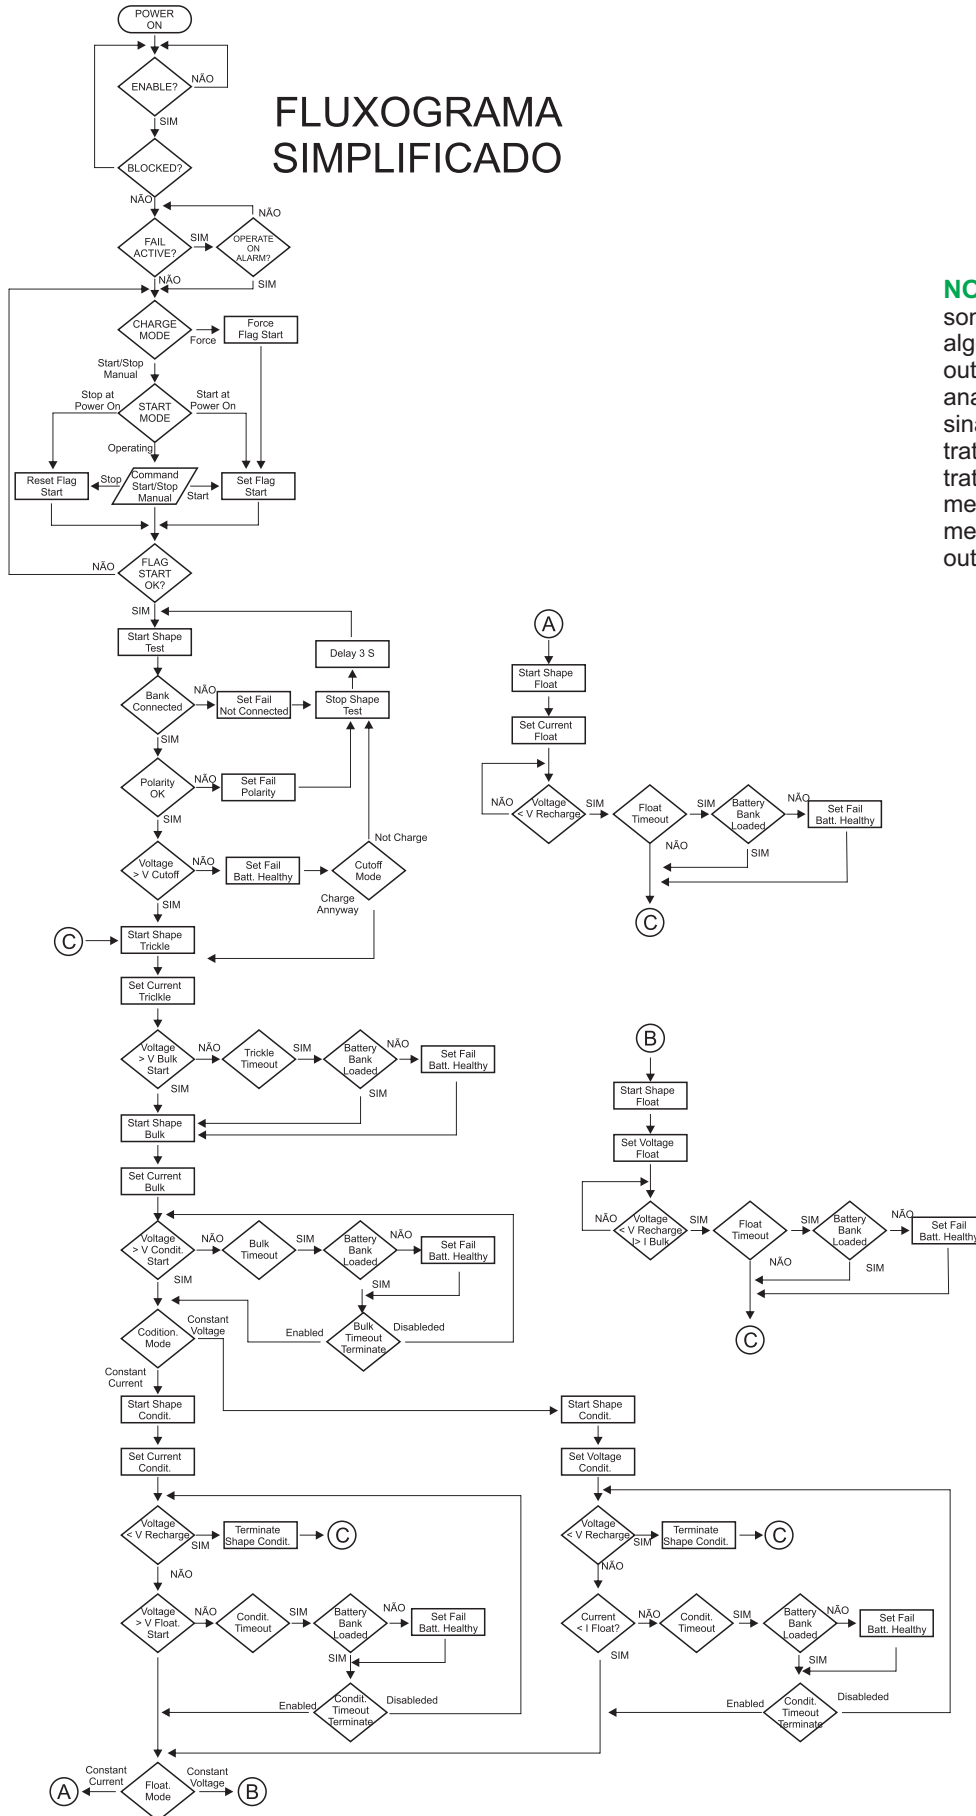 POWER
ON
ENABLE?
NÃO
SIM
FLUXOGRAMA
SIMPLIFICADO
BLOCKED?
NÃO
NÃO
FAIL
ACTIVE?
SIM
OPERATE
ON
ALARM?
NÃO
SIM
CHARGE
MODE
Force
Force
Flag Start
Start/Stop
Manual
Stop at
Power On
START
MODE
Start at
Power On
Operating
Reset Flag
Start
Stop
Command
Start/Stop
Manual
Start
Set Flag
Start
NÃO
FLAG
START
OK?
SIM
Start Shape
Test
Delay 3 S
Bank
Connected
NÃO
Set Fail
Not Connected
Stop Shape
Test
SIM
Polarity
OK
NÃO
Set Fail
Polarity
SIM
Not Charge
Voltage
> V Cutoff
NÃO
Set Fail
Batt. Healthy
Cutoff
Mode
Charge
Annyway
SIM
C
Start Shape
Trickle
Set Current
Triclkle
Voltage
> V Bulk
Start
NÃO
Trickle
Timeout
SIM
Battery
Bank
Loaded
NÃO
Set Fail
Batt. Healthy
SIM
SIM
Start Shape
Bulk
Set Current
Bulk
Voltage
> V Condit.
Start
NÃO
Bulk
Timeout
SIM
Battery
Bank
Loaded
NÃO
Set Fail
Batt. Healthy
SIM
SIM
Codition.
Mode
Constant
Voltage
Enabled
Bulk
Timeout
Terminate
Disableded
Constant
Current
Start Shape
Condit.
Set Current
Condit.
Voltage
< V Recharge
SIM
Terminate
Shape Condit.
C
NÃO
Voltage
> V Float.
Start
NÃO
Condit.
Timeout
SIM
Battery
Bank
Loaded
NÃO
Set Fail
Batt. Healthy
SIM
Enabled
Condit.
Timeout
Terminate
Disableded
Constant
Current
Constant
Voltage
A
Float.
Mode
B
A
Start Shape
Float
Set Current
Float
NÃO
Voltage
< V Recharge
SIM
Float
Timeout
SIM
Battery
Bank
Loaded
NÃO
Set Fail
Batt. Healthy
NÃO
SIM
C
B
Start Shape
Float
Set Voltage
Float
NÃO
Voltage
< V Recharge
I> I Bulk
SIM
Float
Timeout
SIM
Battery
Bank
Loaded
NÃO
Set Fail
Batt. Healthy
NÃO
SIM
C
Start Shape
Condit.
Set Voltage
Condit.
Voltage
< V Recharge
SIM
Terminate
Shape Condit.
C
NÃO
Current
< I Float?
NÃO
Condit.
Timeout
SIM
Battery
Bank
Loaded
NÃO
Set Fail
Batt. Healthy
SIM
SIM
Enabled
Condit.
Timeout
Terminate
Disableded